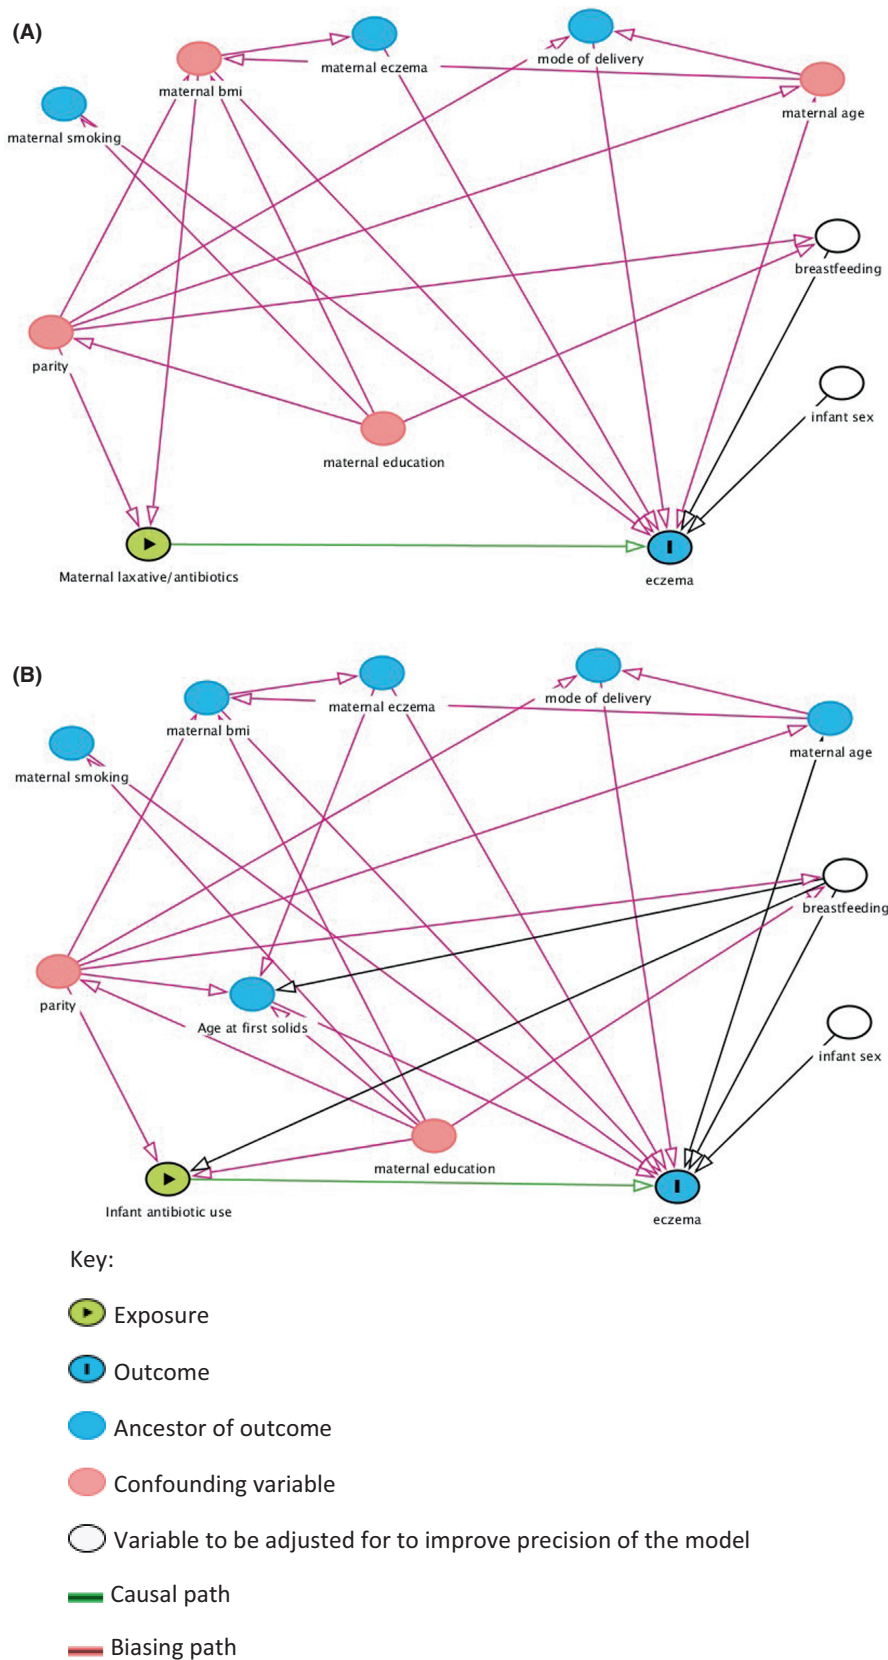 (A)
maternal eczema
mode of delivery
maternal bmi
maternal age
maternal smoking
breastfeeding
parity
infant sex
maternal education
Maternal laxative/antibiotics
eczema
(B)
maternal eczema
mode of delivery
maternal bmi
maternal age
maternal smoking
breastfeeding
parity
Age at first solids
infant sex
maternal education
Infant antibiotic use
eczema
Key:
Exposure
Outcome
Ancestor of outcome
Confounding variable
Variable to be adjusted for to improve precision of the model
Causal path
Biasing path